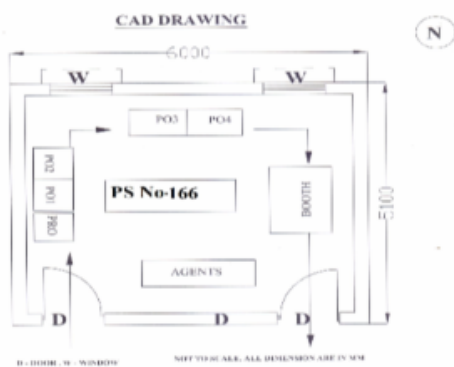 CAD DRAWING
N
6000
W
W
PO3
PO4
PO2
PO1
PRO
PS No-166
BOOTH
5100
AGENTS
D
D
D
D - DOOR , W - WINDOW
NOT TO SCALE, ALL DIMENSION ARE IN MM